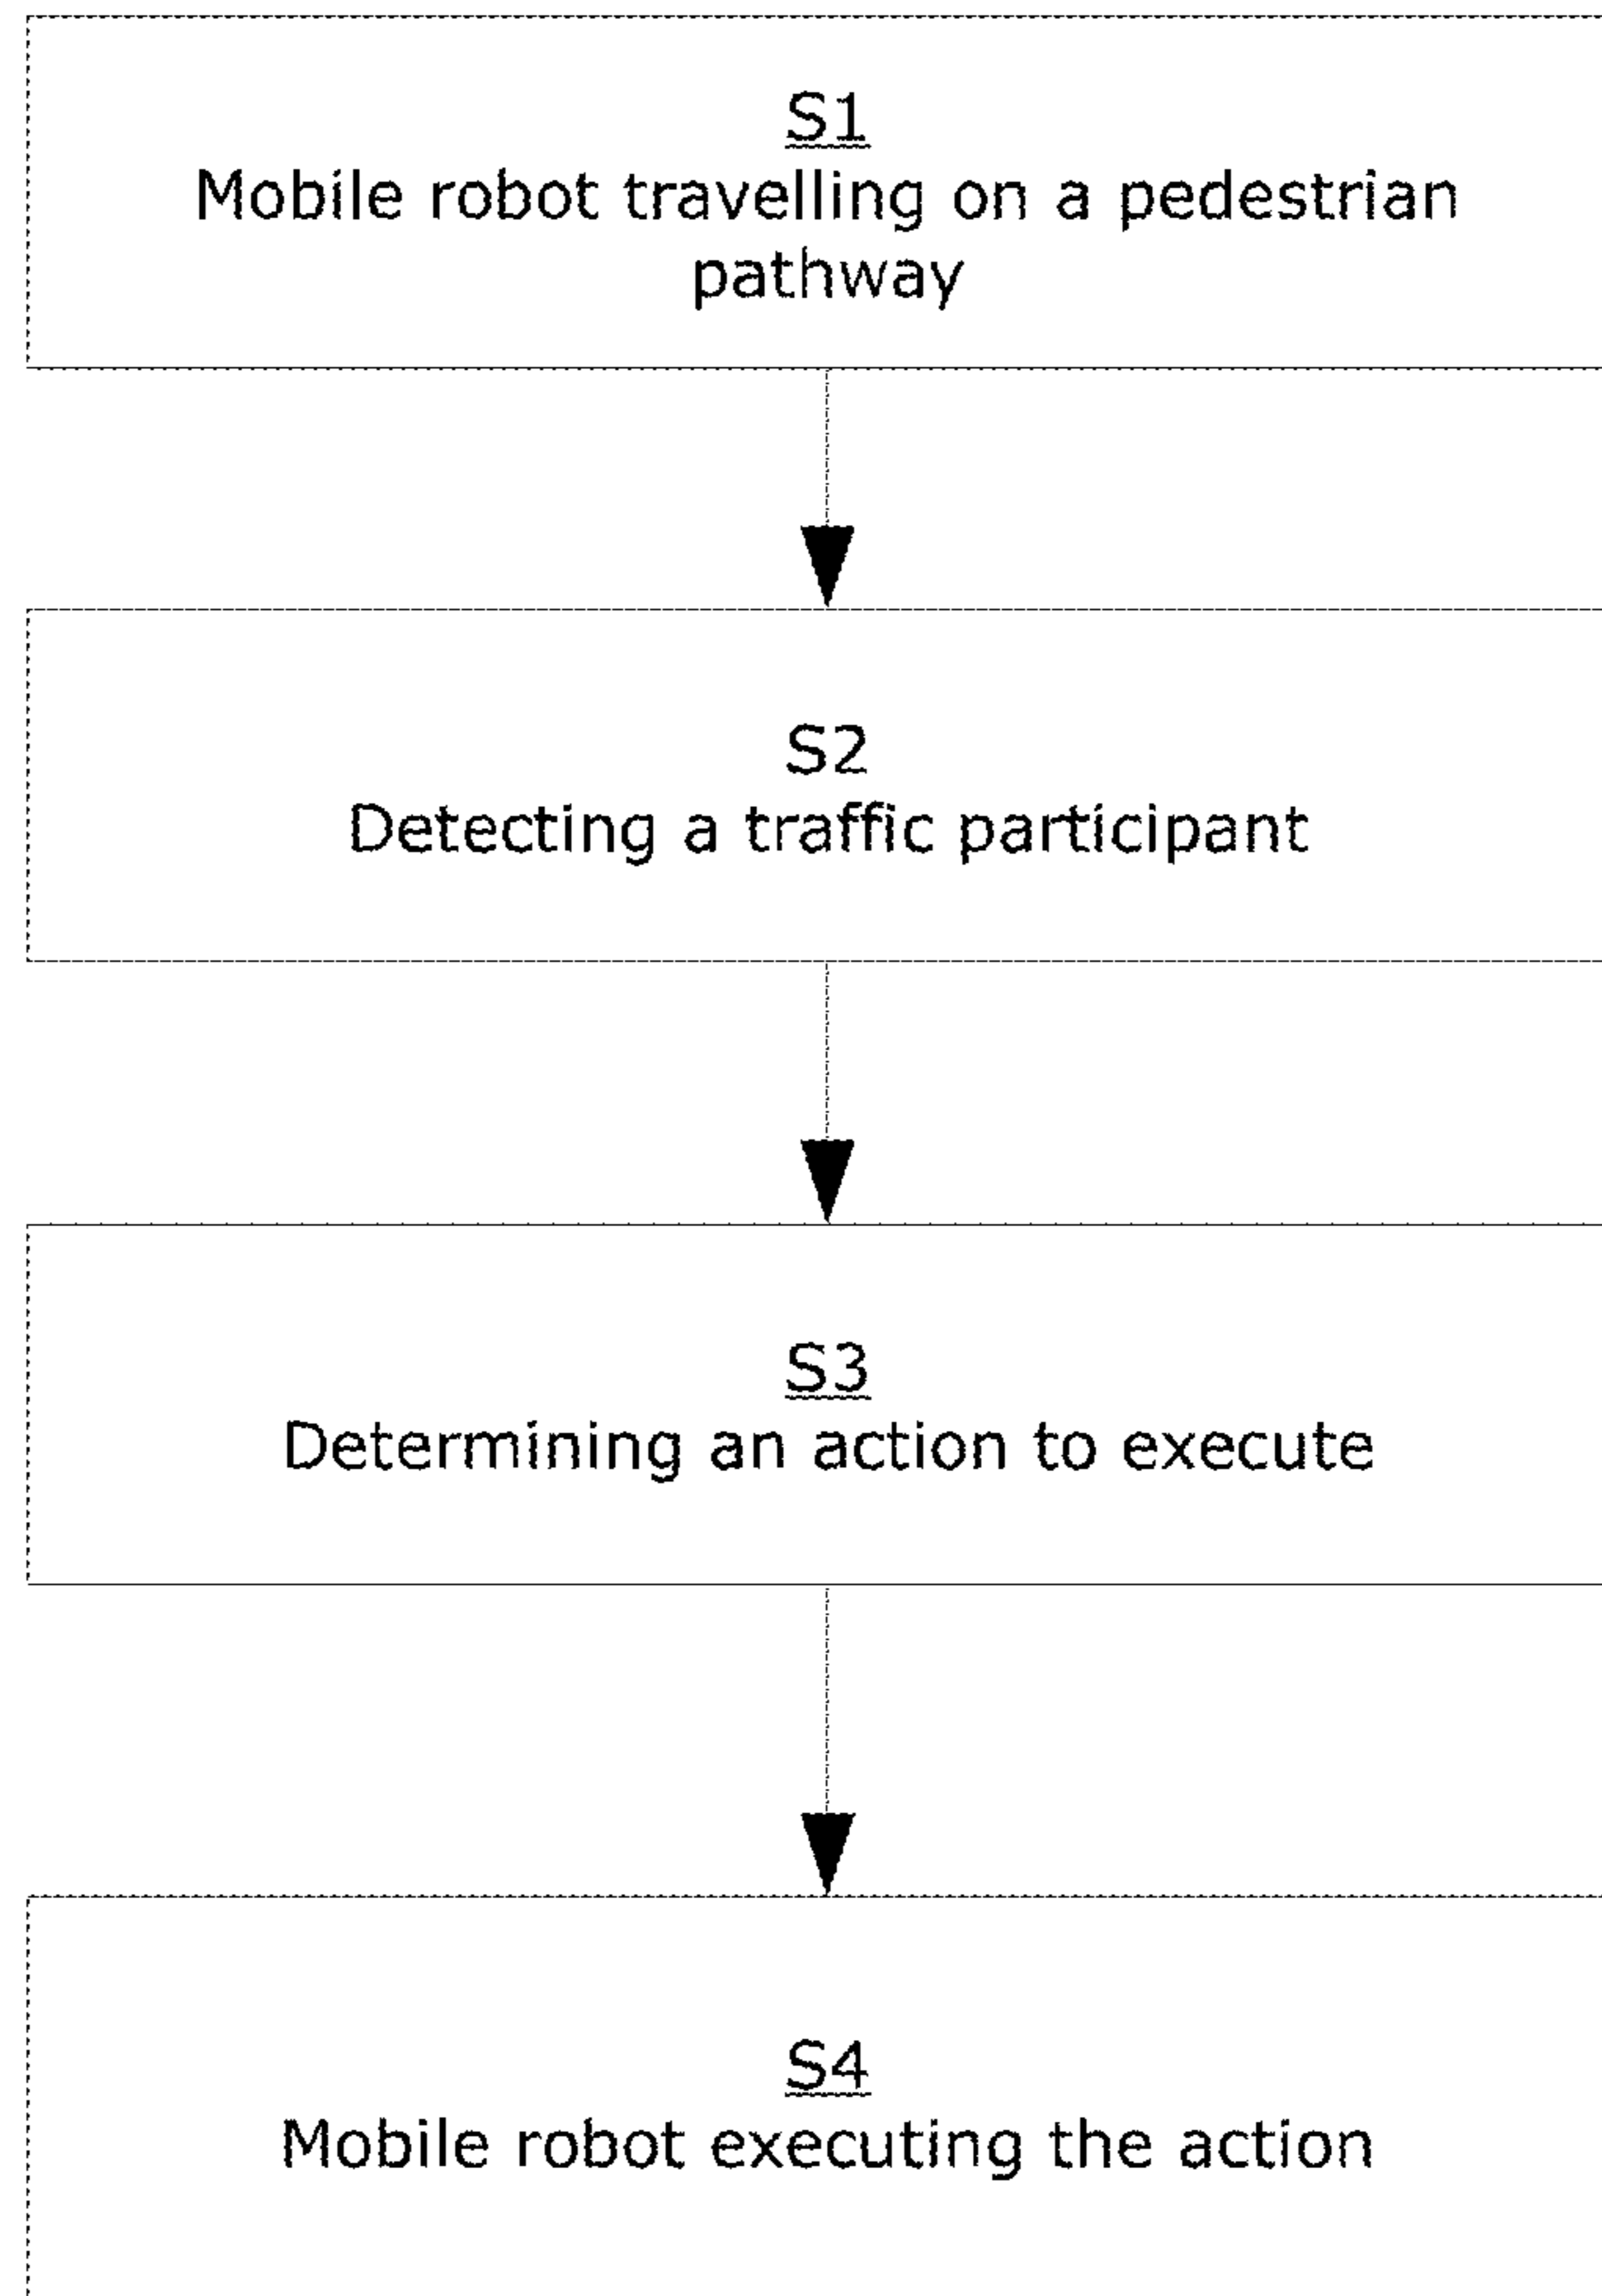 S1
Mobile robot travelling on a pedestrian
pathway
S2
Detecting a traffic participant
S3
Determining an action to execute
S4
Mobile robot executing the action